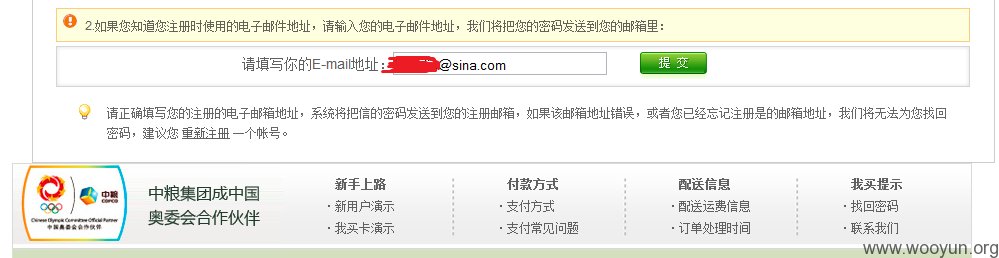 2.如果您知道您注册时使用的电子邮件地址，请输入您的电子邮件地址，我们将把您的密码发送到您的邮箱里：
请填写你的E-mail地址：@sina.com 提 交
请正确填写您的注册的电子邮箱地址，系统将把信的密码发送到您的注册邮箱，如果该邮箱地址错误，或者您已经忘记注册是的邮箱地址，我们将无法为您找回
密码，建议您 重新注册 一个帐号。
中粮
COFCO
Chinese Olympic Committee Official Partner
中国奥委会合作伙伴
中粮集团成中国
奥委会合作伙伴
新手上路 付款方式 配送信息 我买提示
· 新用户演示 · 支付方式 · 配送运费信息 · 找回密码
· 我买卡演示 · 支付常见问题 · 订单处理时间 · 联系我们
www.wooyun.org